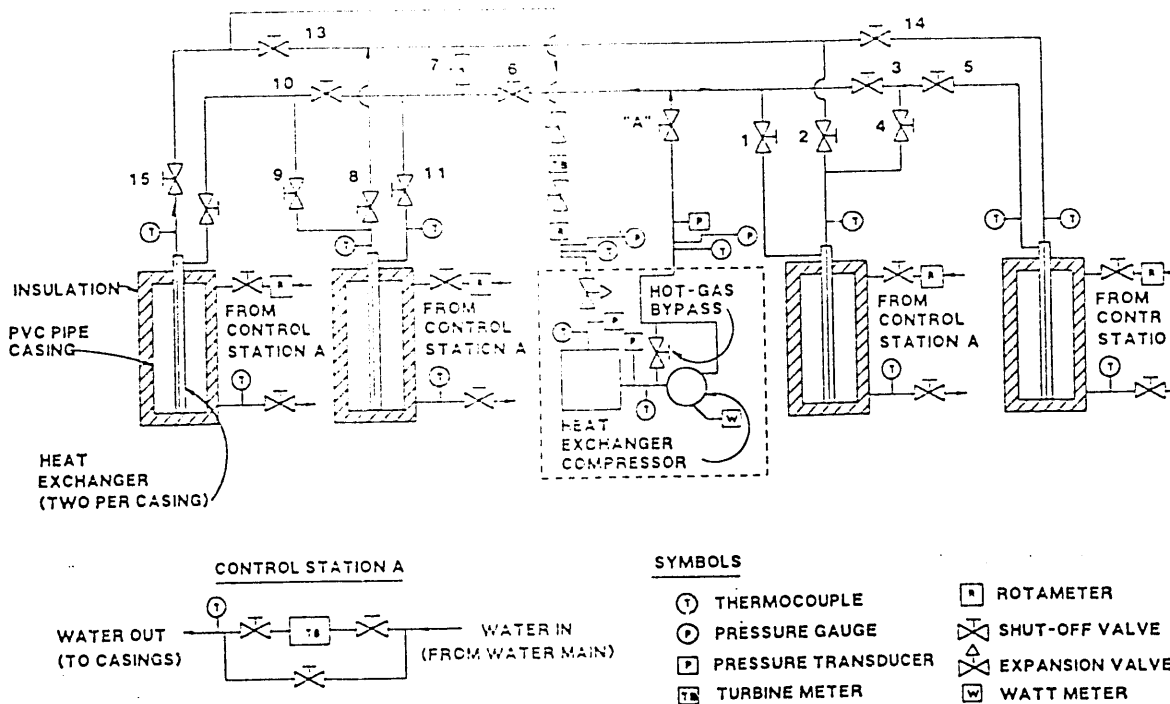 13
14
7
6
3
5
10
"A"
1
2
4
15
9
8
11
T
T
T
P
P
T
P
T
T
T
T
INSULATION
R
FROM
CONTROL
STATION A
R
FROM
CONTROL
STATION A
HOT-GAS
BYPASS
R
FROM
CONTROL
STATION A
R
FROM
CONTR
STATIO
PVC PIPE
CASING
T
P
P
T
T
T
T
T
W
HEAT
EXCHANGER
COMPRESSOR
HEAT
EXCHANGER
(TWO PER CASING)
CONTROL STATION A
T
TB
WATER OUT
(TO CASINGS)
WATER IN
(FROM WATER MAIN)
SYMBOLS
T THERMOCOUPLE
P PRESSURE GAUGE
P PRESSURE TRANSDUCER
TB TURBINE METER
R ROTAMETER
SHUT-OFF VALVE
EXPANSION VALVE
W WATT METER